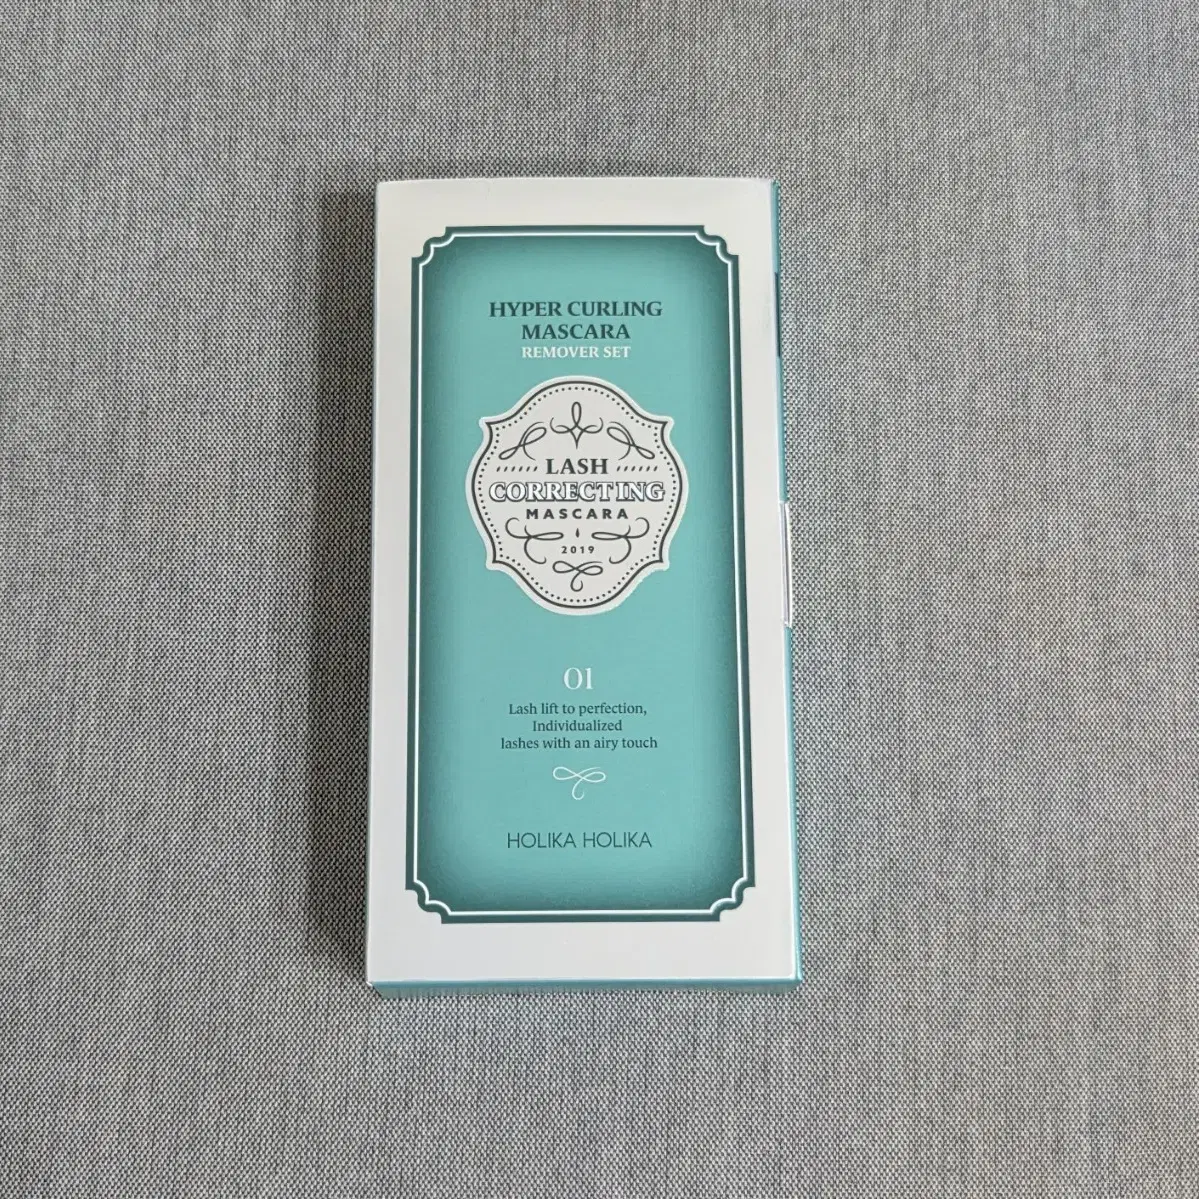 HYPER CURLING
MASCARA
REMOVER SET
LASH
CORRECTING
MASCARA
2019
01
Lash lift to perfection,
Individualized
lashes with an airy touch
HOLIKA HOLIKA